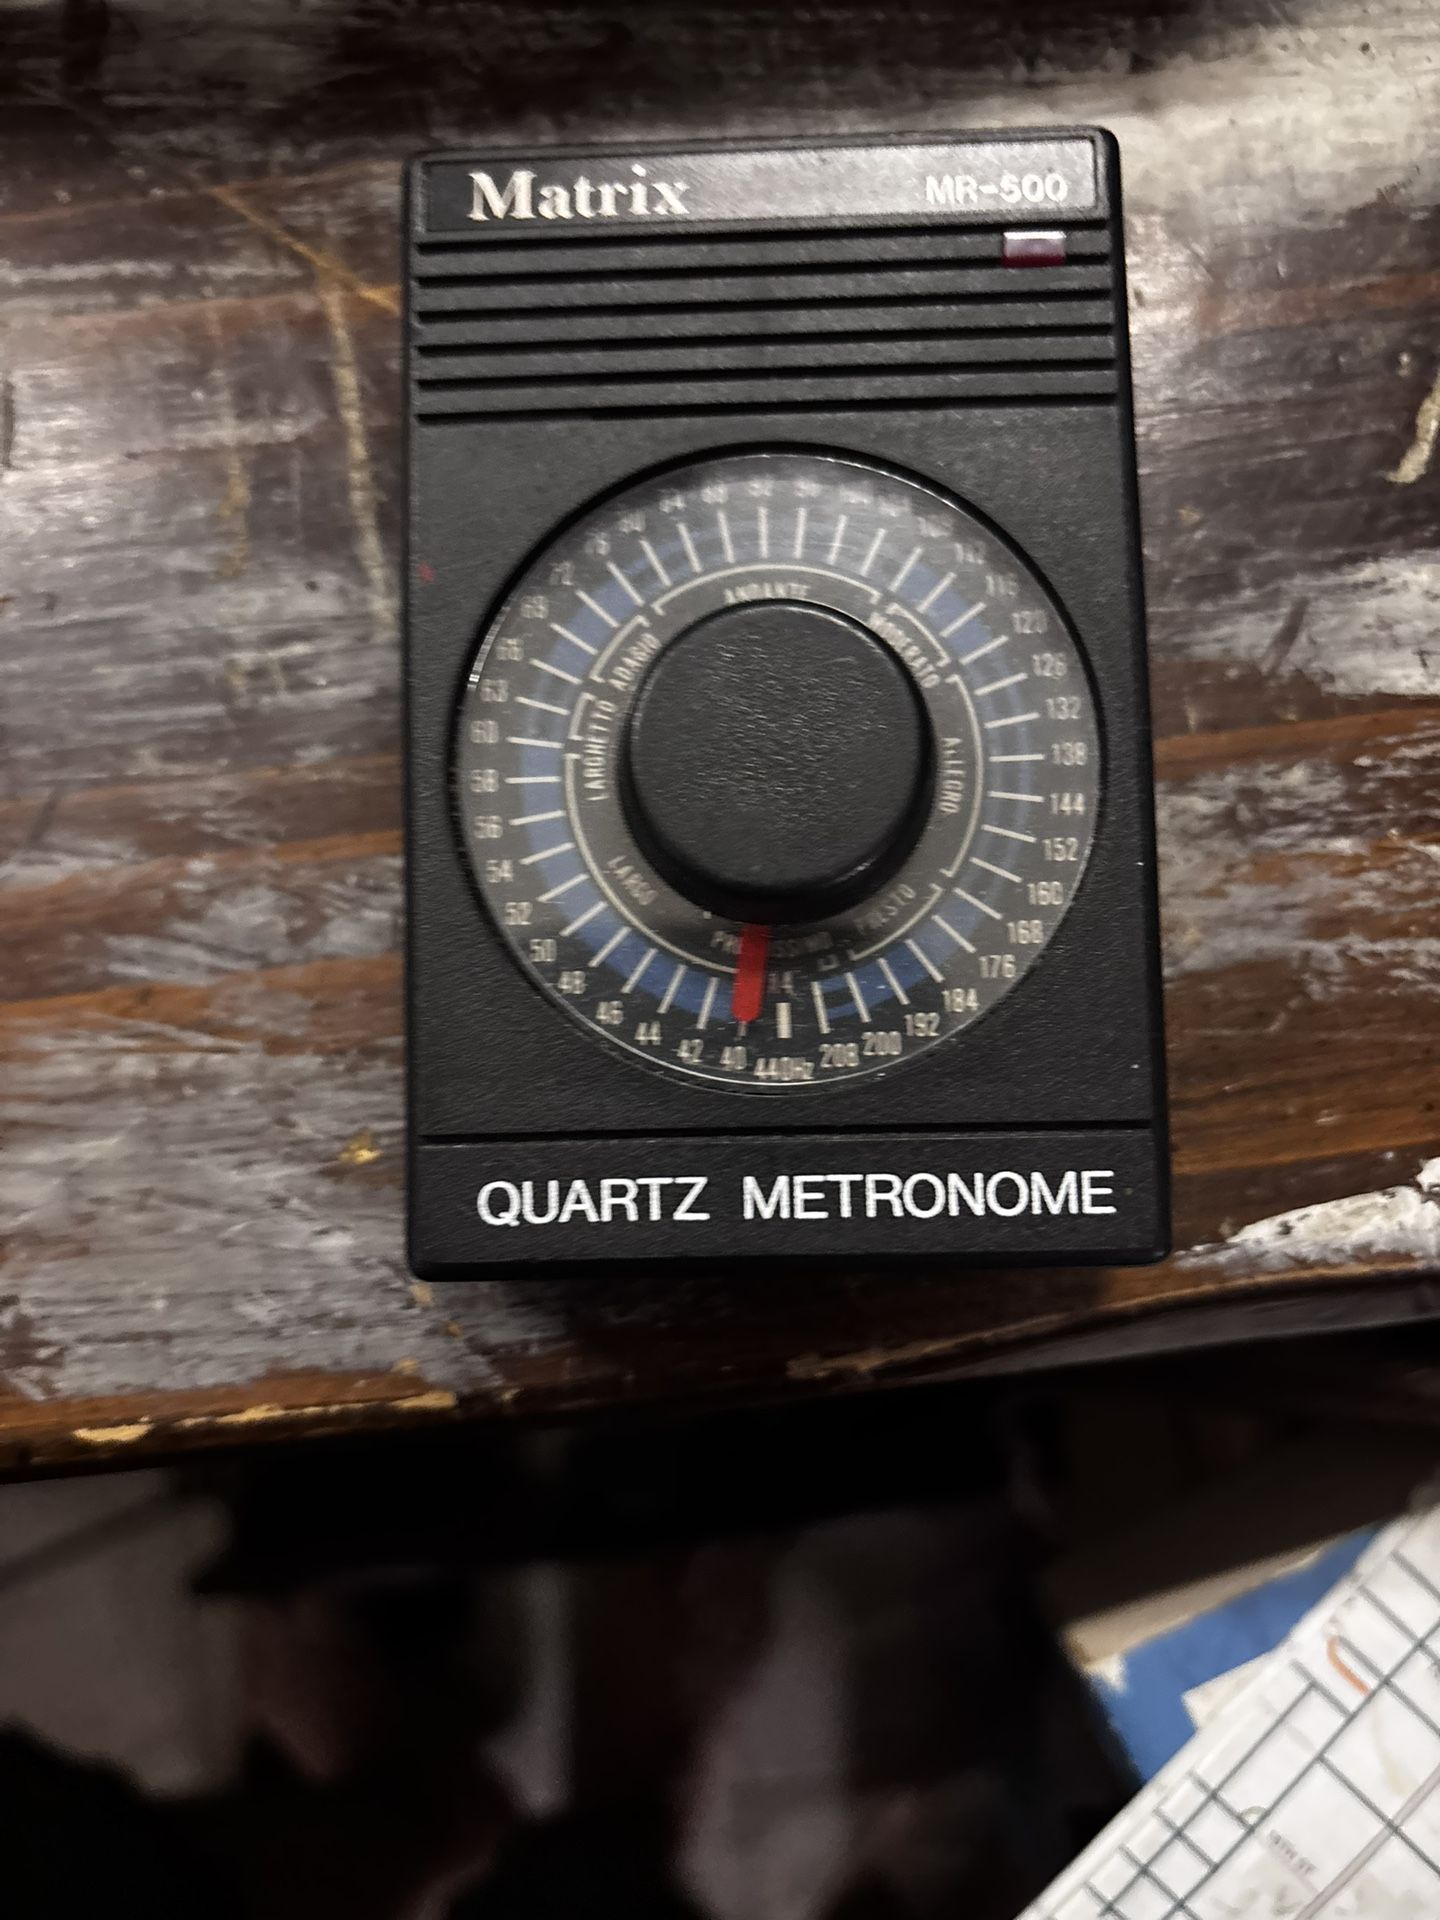 Matrix MR-500
ANDANTE
MODERATO
ADAGIO
LARGHETTO
ALLEGRO
LARGO
PRESTO
72
69
66
63
60
58
56
54
52
50
48
46
44
42
40
440Hz
208
200
192
184
176
168
160
152
144
138
132
126
120
QUARTZ METRONOME